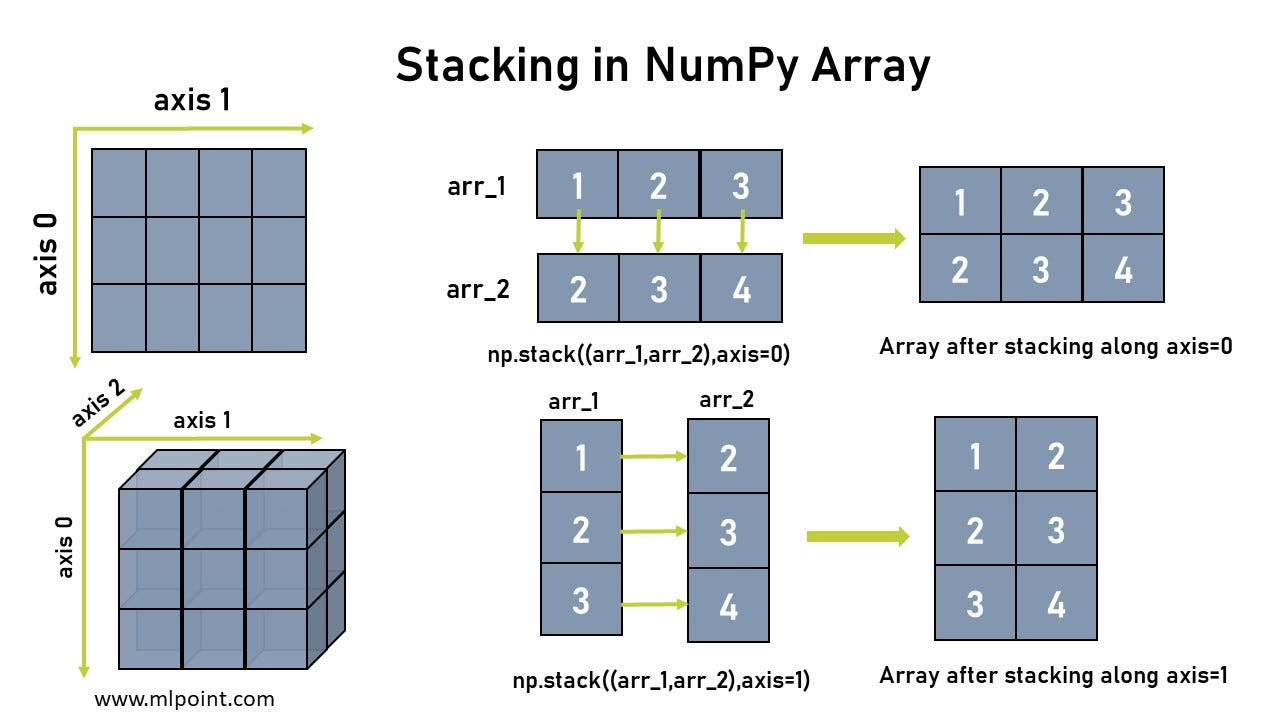 Stacking in NumPy Array
axis 1
axis 0
arr_1
1 2 3
arr_2
2 3 4
np.stack((arr_1,arr_2),axis=0)
1 2 3
2 3 4
Array after stacking along axis=0
axis 2
axis 1
axis 0
www.mlpoint.com
arr_1
arr_2
1 2
2 3
3 4
np.stack((arr_1,arr_2),axis=1)
1 2
2 3
3 4
Array after stacking along axis=1